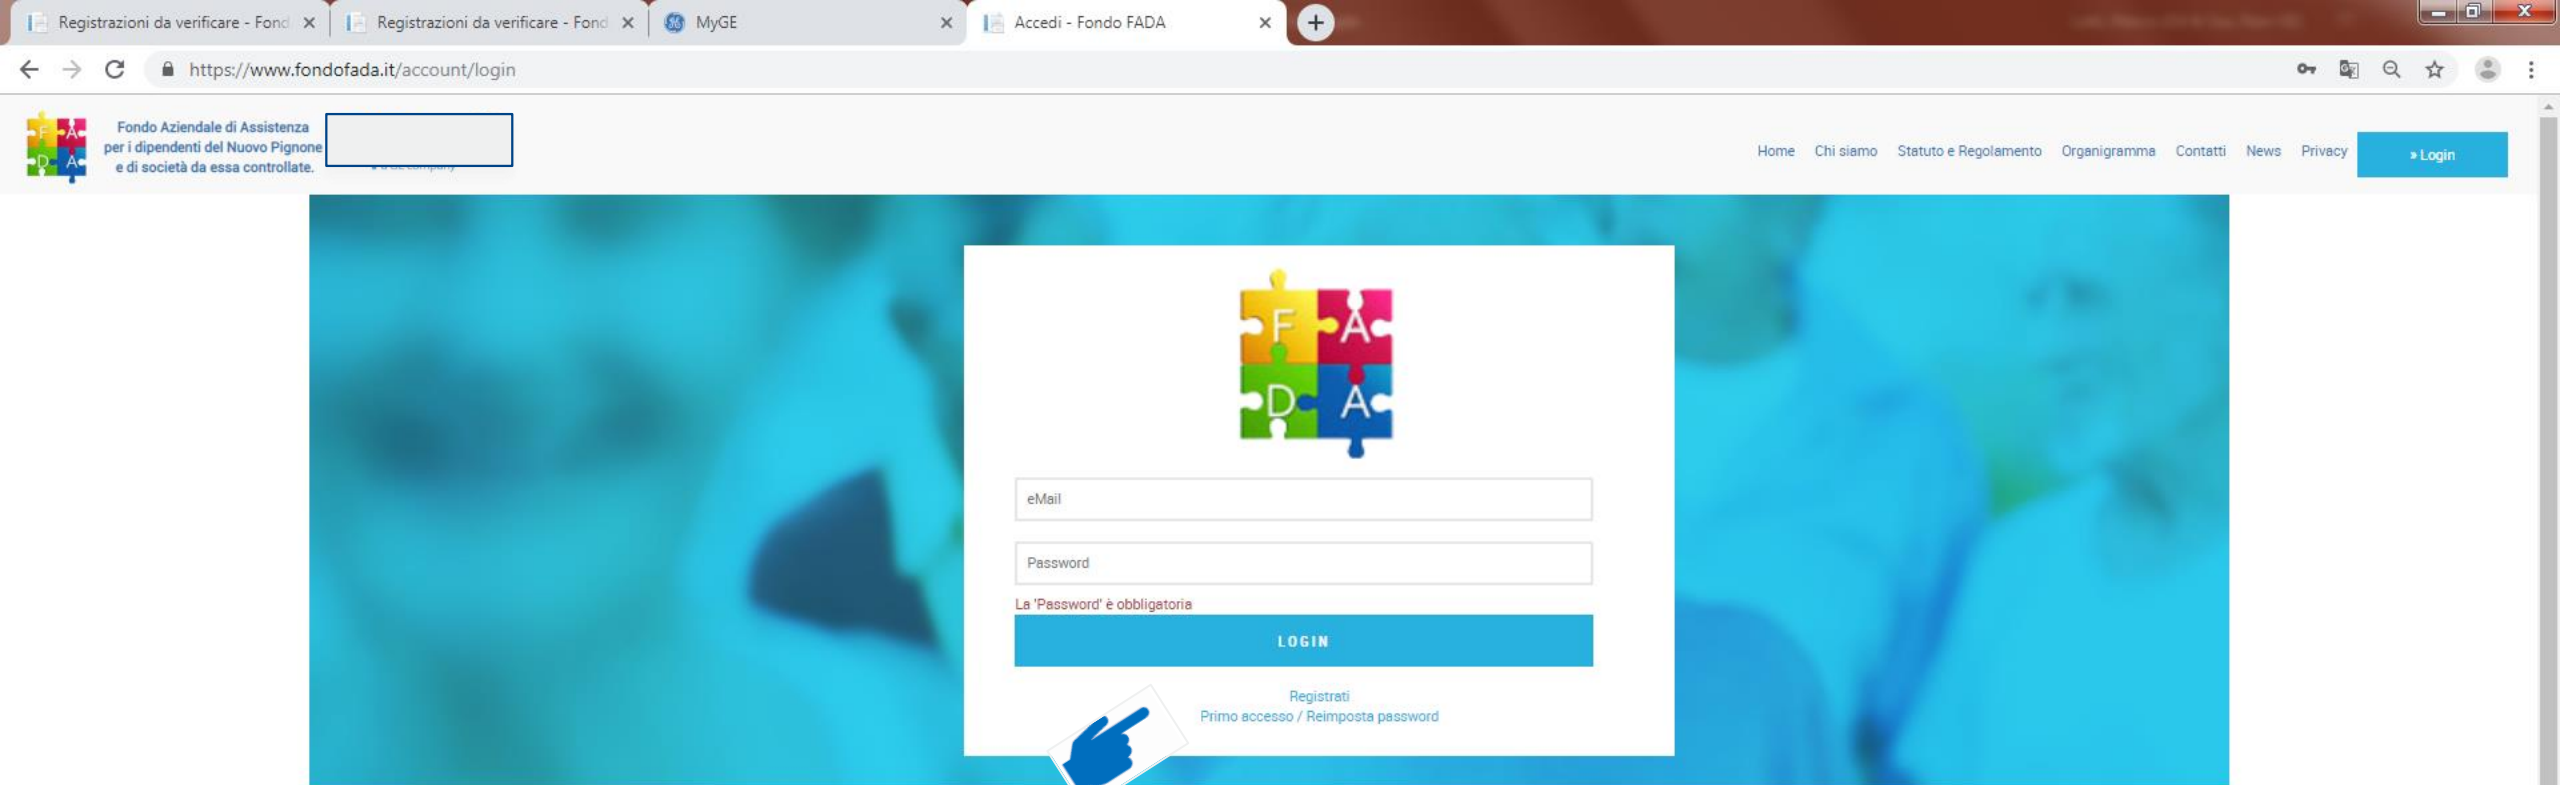 Registrazioni da verificare - Fond
Registrazioni da verificare - Fond
MyGE
Accedi - Fondo FADA
https://www.fondofada.it/account/login
F A
D A
Fondo Aziendale di Assistenza
per i dipendenti del Nuovo Pignone
e di società da essa controllate.
Home Chi siamo Statuto e Regolamento Organigramma Contatti News Privacy » Login
F A
D A
eMail
Password
La 'Password' è obbligatoria
LOGIN
Registrati
Primo accesso / Reimposta password